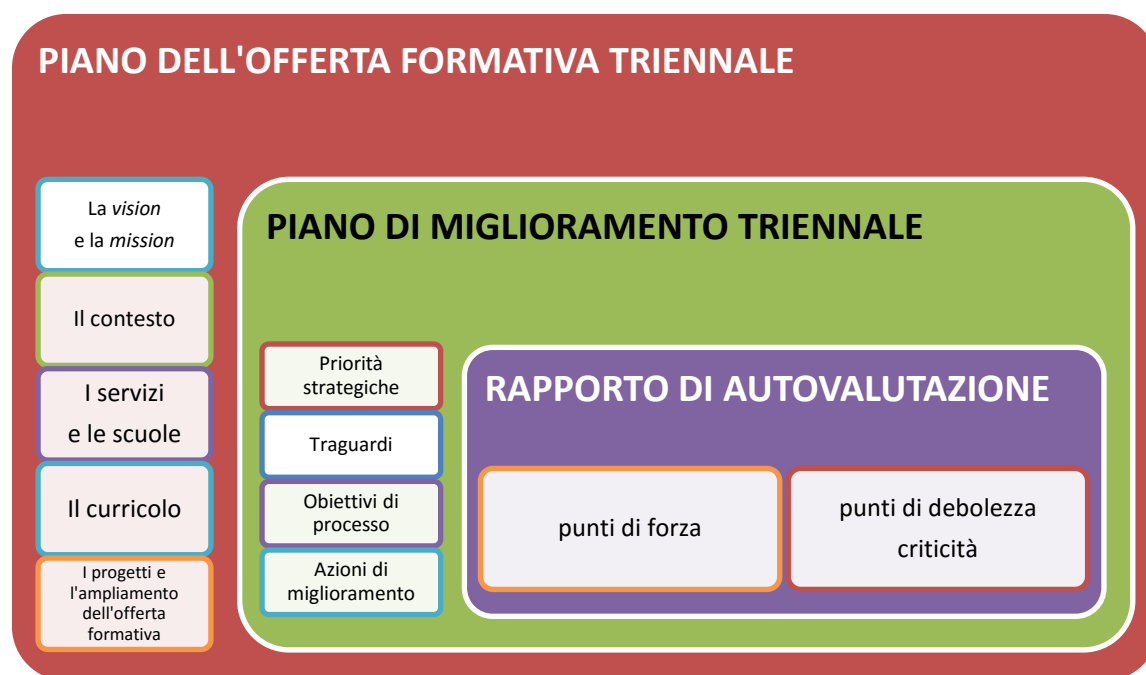 PIANO DELL'OFFERTA FORMATIVA TRIENNALE
La vision
e la mission
Il contesto
I servizi
e le scuole
Il curricolo
I progetti e
l'ampliamento
dell'offerta
formativa
PIANO DI MIGLIORAMENTO TRIENNALE
Priorità
strategiche
Traguardi
Obiettivi di
processo
Azioni di
miglioramento
RAPPORTO DI AUTOVALUTAZIONE
punti di forza
punti di debolezza
criticità